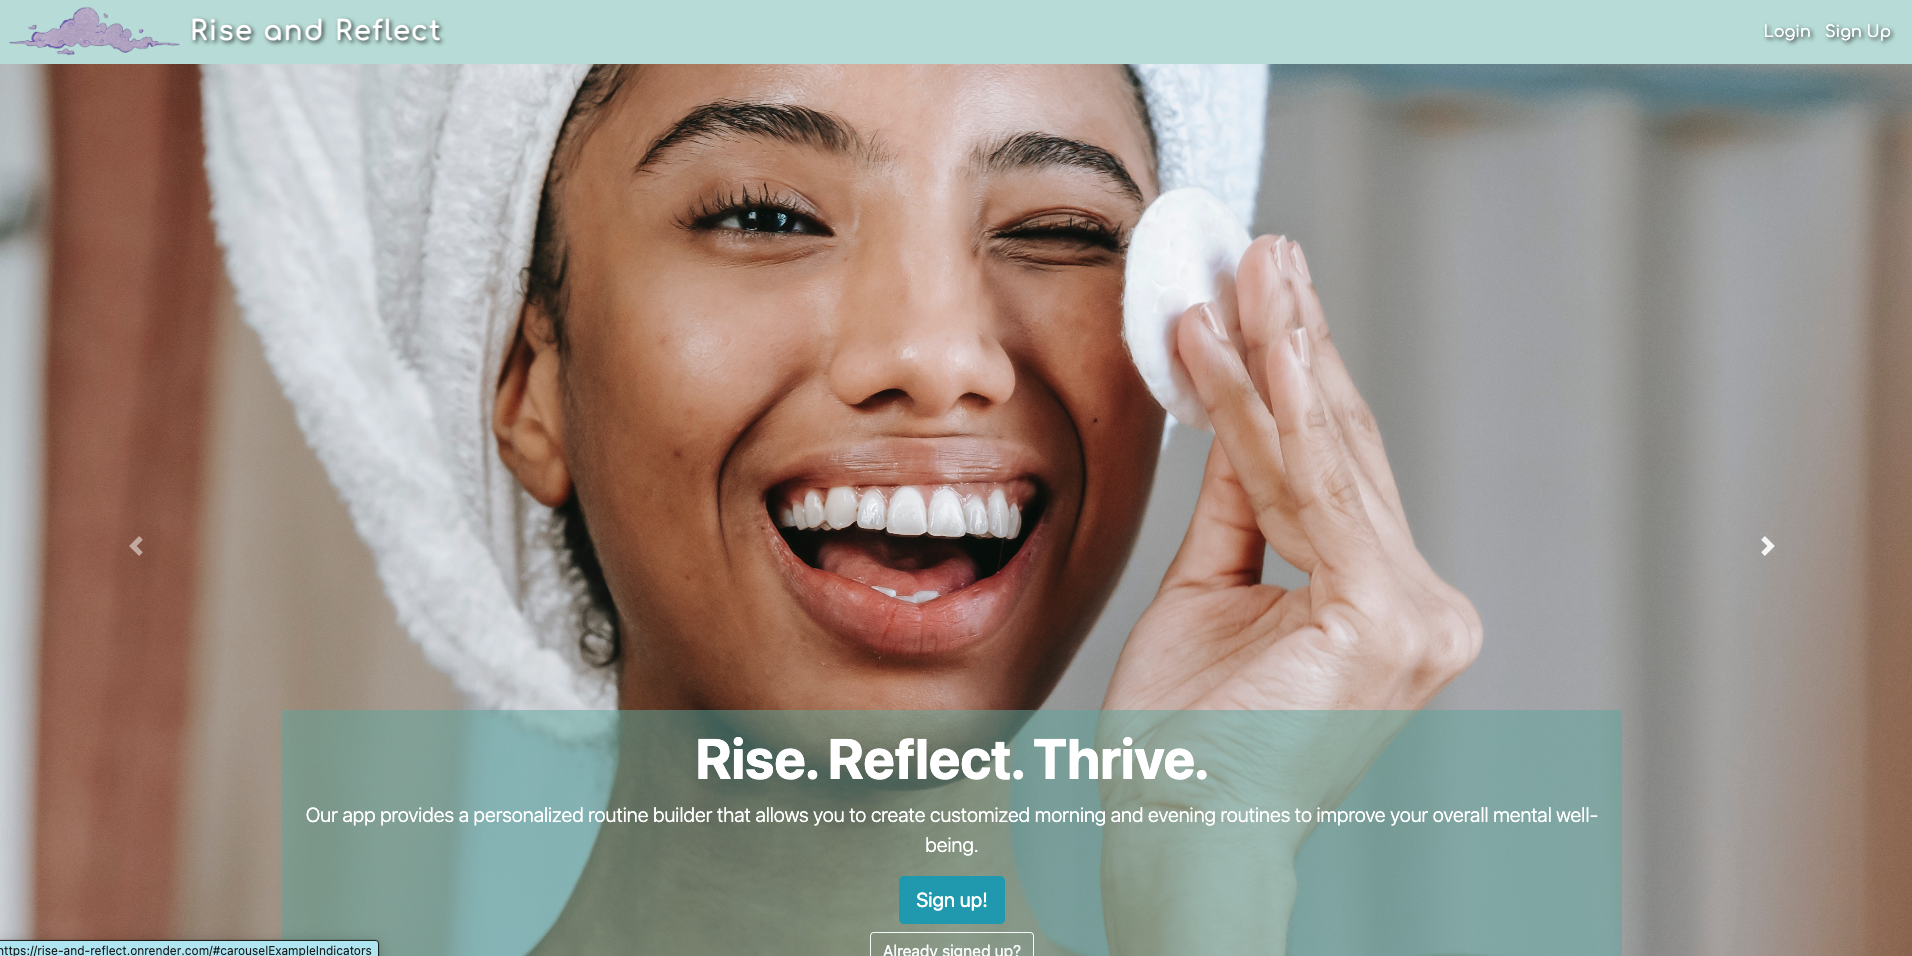 Rise and Reflect
Login Sign Up
Rise. Reflect. Thrive.
Our app provides a personalized routine builder that allows you to create customized morning and evening routines to improve your overall mental well-
being.
Sign up!
Already signed up?
https://rise-and-reflect.onrender.com/#carouselExampleIndicators